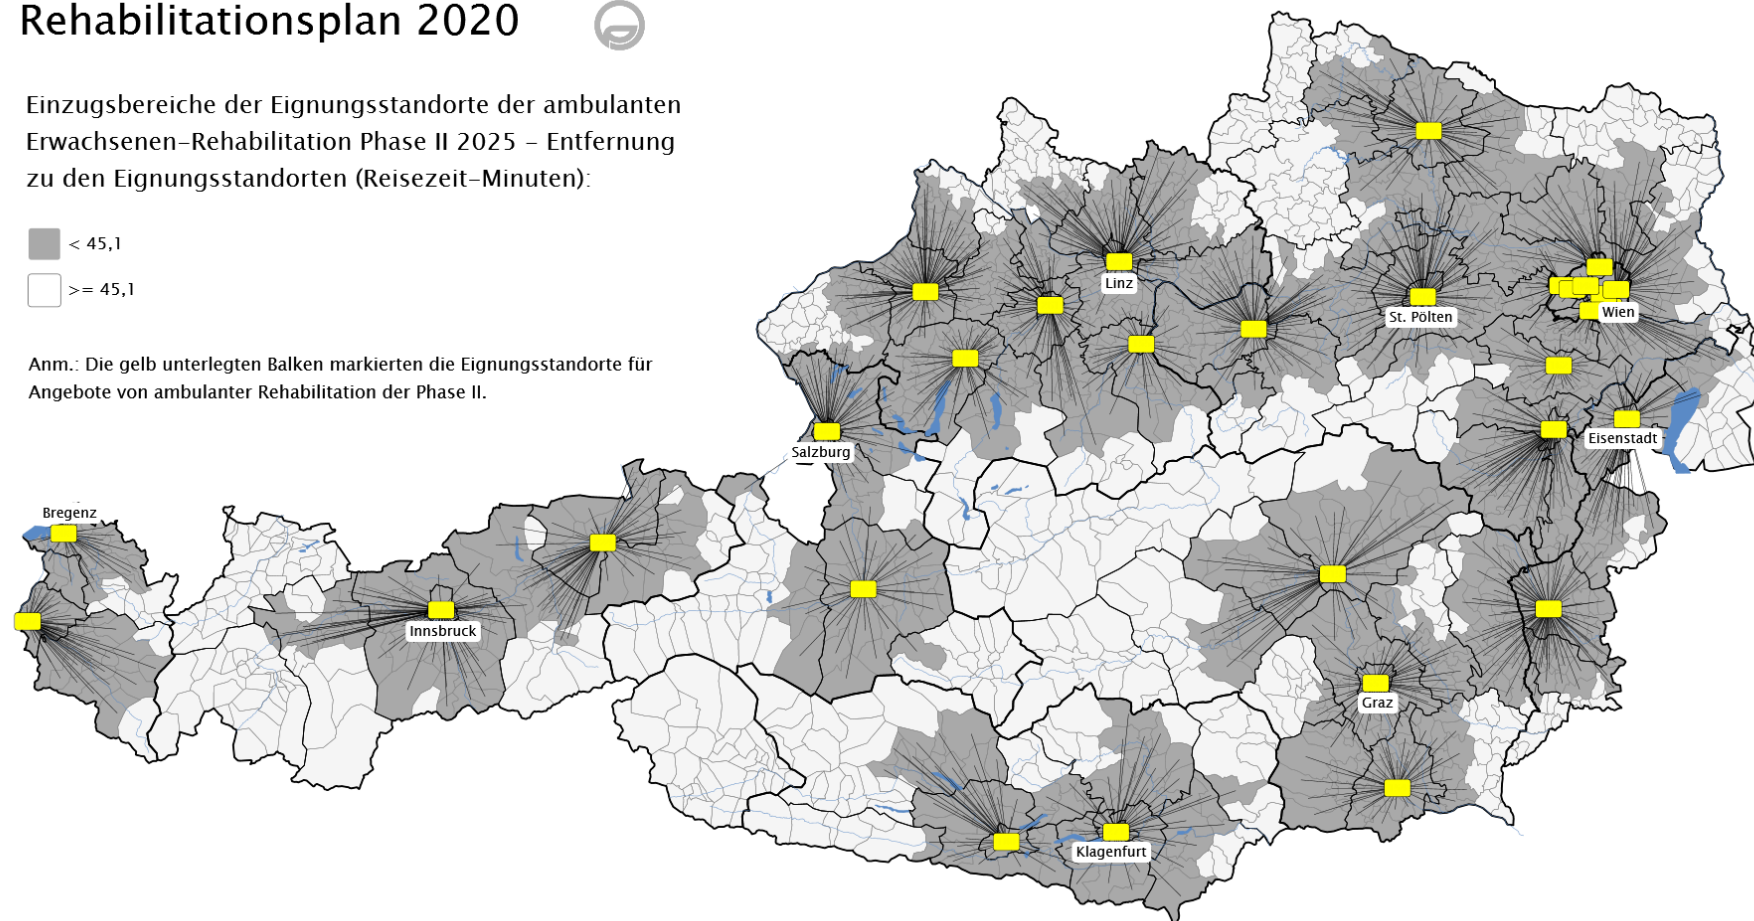 Rehabilitationsplan 2020
Einzugsbereiche der Eignungsstandorte der ambulanten
Erwachsenen-Rehabilitation Phase II 2025 - Entfernung
zu den Eignungsstandorten (Reisezeit-Minuten):
< 45,1
>= 45,1
Anm.: Die gelb unterlegten Balken markierten die Eignungsstandorte für
Angebote von ambulanter Rehabilitation der Phase II.
Linz
St. Pölten
Wien
Eisenstadt
Salzburg
Bregenz
Innsbruck
Graz
Klagenfurt